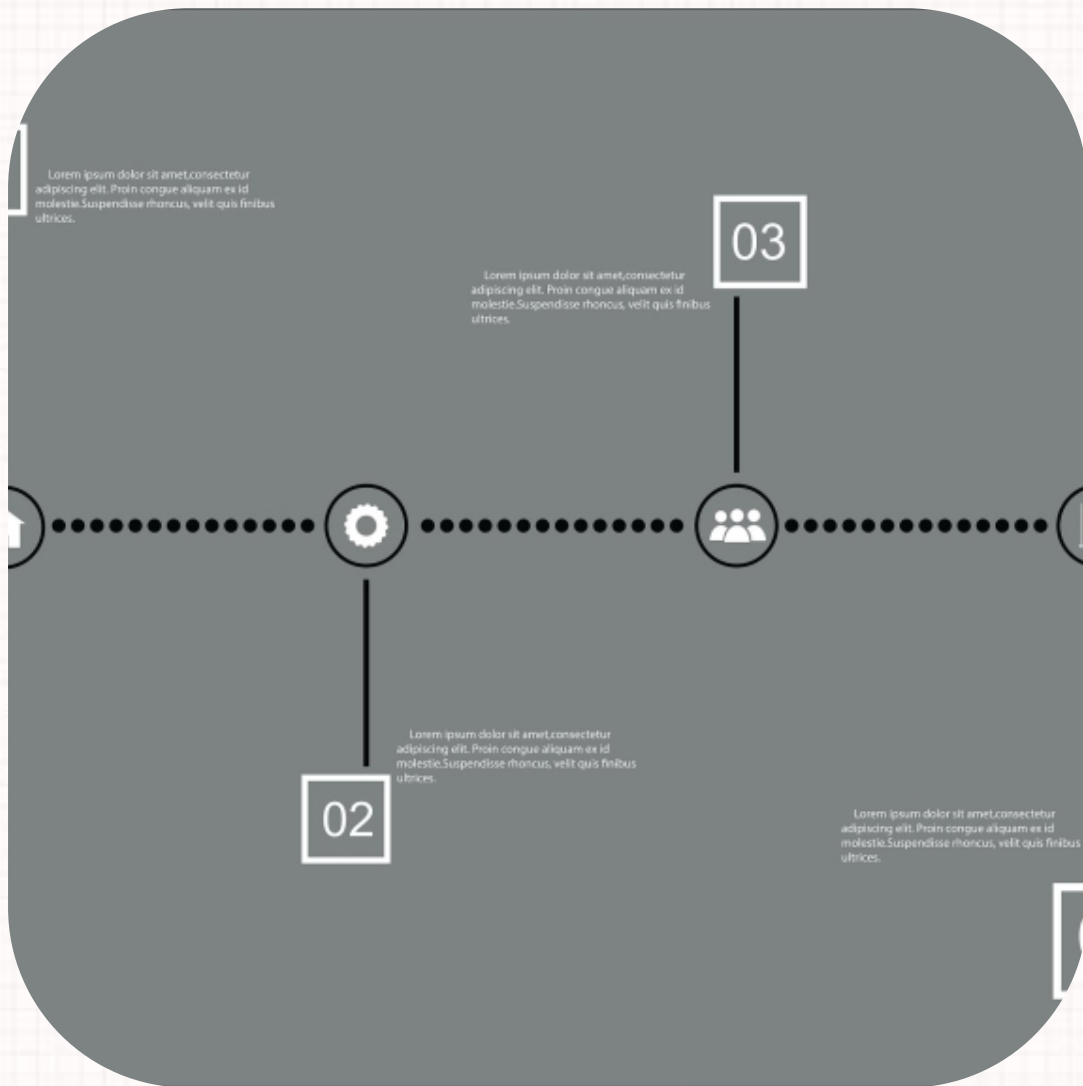 Lorem ipsum dolor sit amet,consectetur
adipiscing elit. Proin congue aliquam ex id
molestie.Suspendisse rhoncus, velit quis finibus
ultrices.
03
Lorem ipsum dolor sit amet,consectetur
adipiscing elit. Proin congue aliquam ex id
molestie.Suspendisse rhoncus, velit quis finibus
ultrices.
Lorem ipsum dolor sit amet,consectetur
adipiscing elit. Proin congue aliquam ex id
molestie.Suspendisse rhoncus, velit quis finibus
ultrices.
02
Lorem ipsum dolor sit amet,consectetur
adipiscing elit. Proin congue aliquam ex id
molestie.Suspendisse rhoncus, velit quis finibus
ultrices.